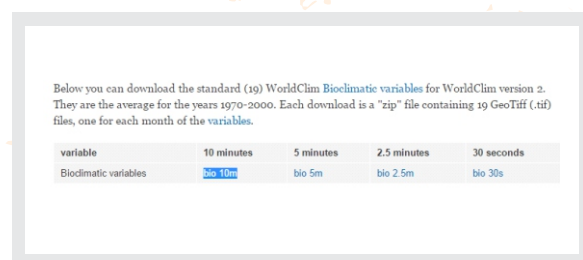 Below you can download the standard (19) WorldClim Bioclimatic variables for WorldClim version 2.
They are the average for the years 1970-2000. Each download is a "zip" file containing 19 GeoTiff (.tif)
files, one for each month of the variables.
variable 10 minutes 5 minutes 2.5 minutes 30 seconds
Bioclimatic variables bio 10m bio 5m bio 2.5m bio 30s